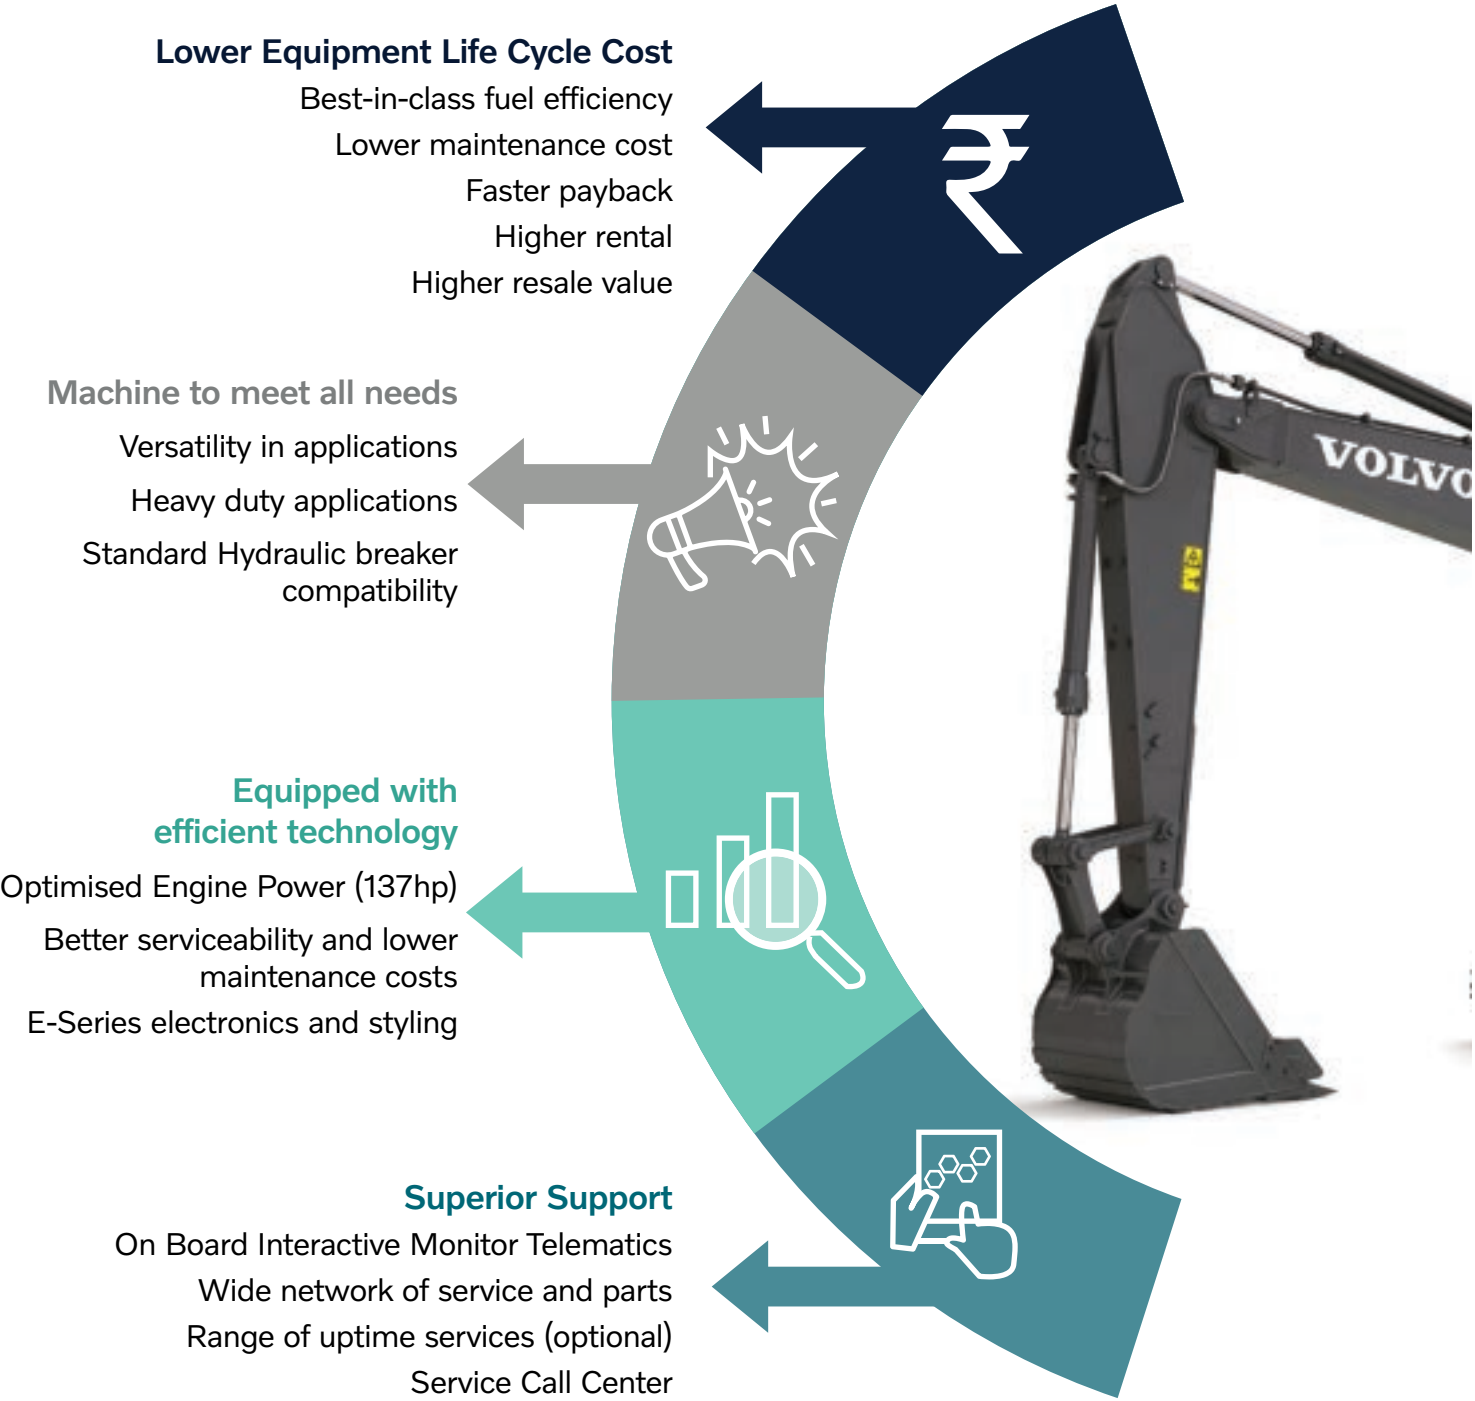 Lower Equipment Life Cycle Cost
Best-in-class fuel efficiency
Lower maintenance cost
Faster payback
Higher rental
Higher resale value
₹
Machine to meet all needs
Versatility in applications
Heavy duty applications
Standard Hydraulic breaker
compatibility
VOLVO
Equipped with
efficient technology
Optimised Engine Power (137hp)
Better serviceability and lower
maintenance costs
E-Series electronics and styling
Superior Support
On Board Interactive Monitor Telematics
Wide network of service and parts
Range of uptime services (optional)
Service Call Center